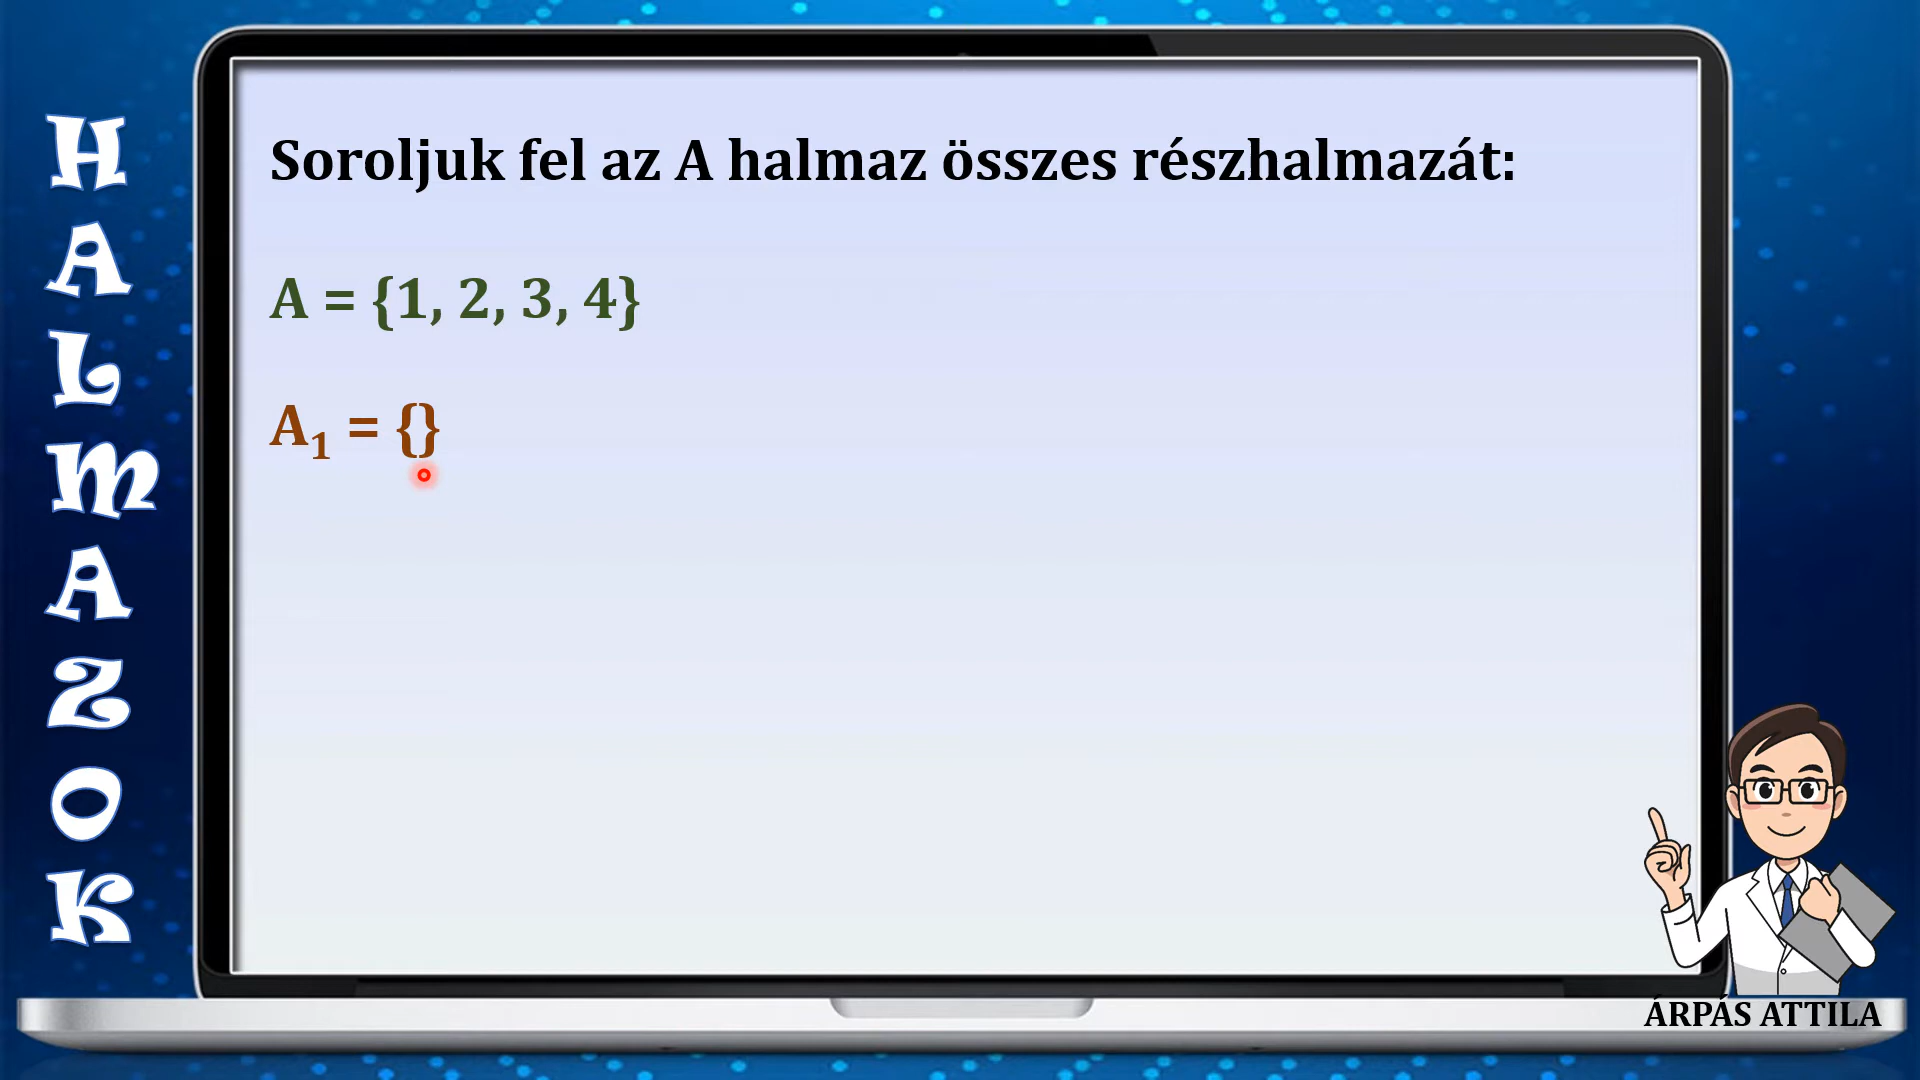 HALMAZOK
Soroljuk fel az A halmaz összes részhalmazát:
A = {1, 2, 3, 4}
A₁ = {}
ÁRPÁS ATTILA